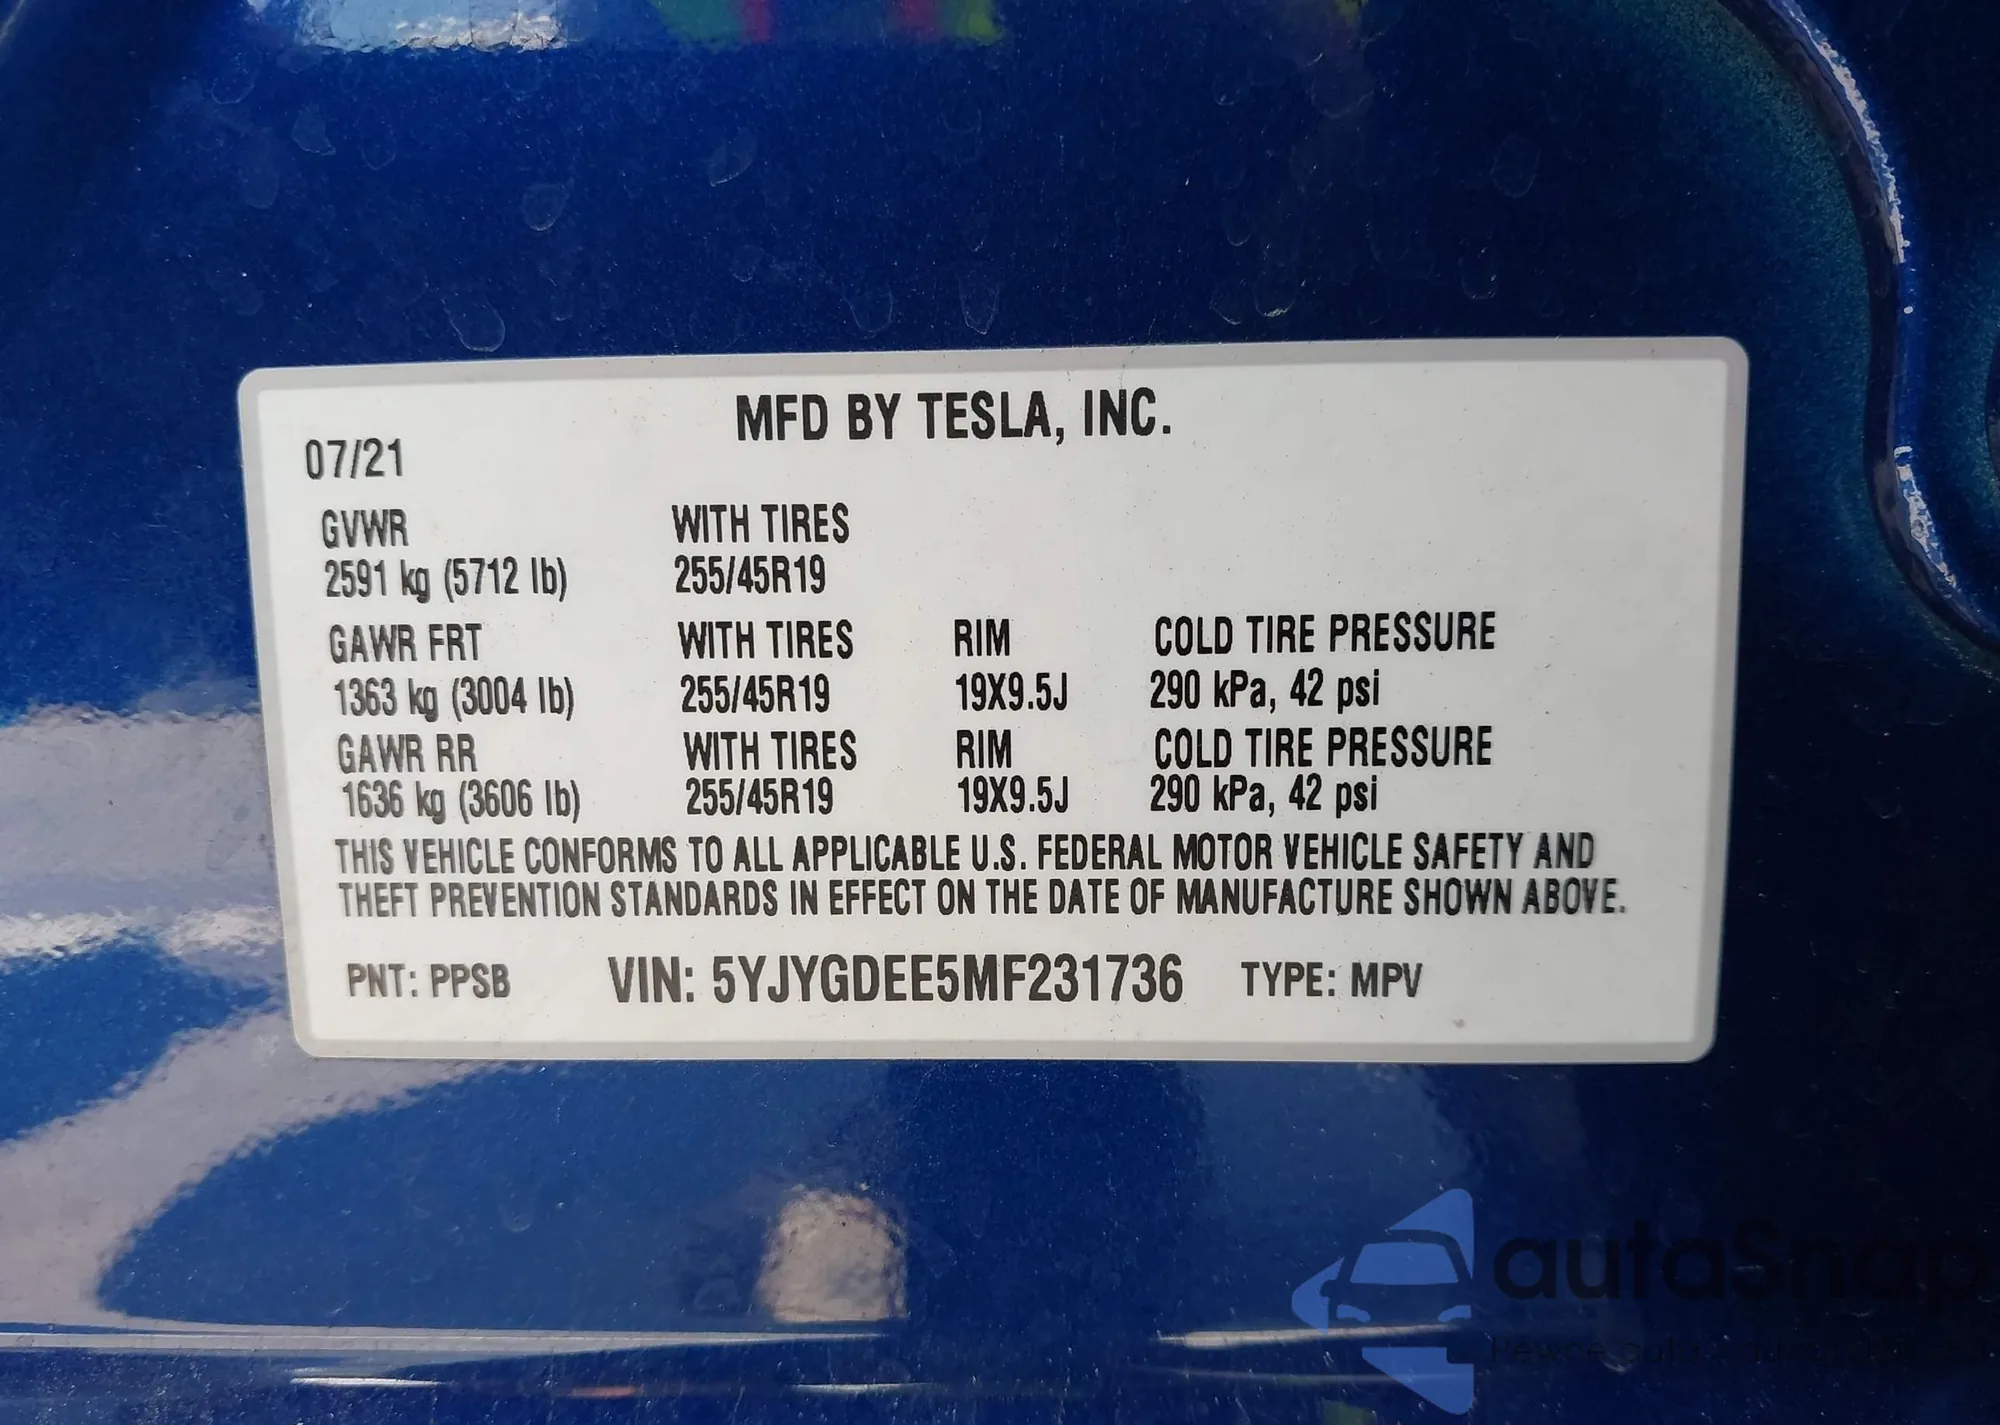 MFD BY TESLA, INC.
07/21
GVWR WITH TIRES
2591 kg (5712 lb) 255/45R19
GAWR FRT WITH TIRES RIM COLD TIRE PRESSURE
1363 kg (3004 lb) 255/45R19 19X9.5J 290 kPa, 42 psi
GAWR RR WITH TIRES RIM COLD TIRE PRESSURE
1636 kg (3606 lb) 255/45R19 19X9.5J 290 kPa, 42 psi
THIS VEHICLE CONFORMS TO ALL APPLICABLE U.S. FEDERAL MOTOR VEHICLE SAFETY AND
THEFT PREVENTION STANDARDS IN EFFECT ON THE DATE OF MANUFACTURE SHOWN ABOVE.
PNT: PPSB VIN: 5YJYGDEE5MF231736 TYPE: MPV
autaSnap